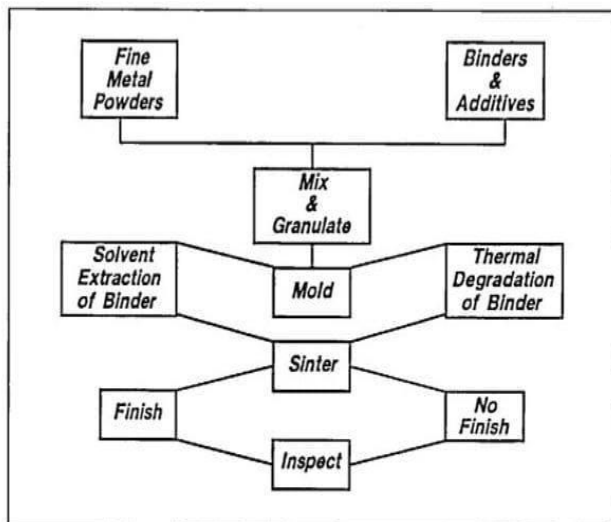 Fine
Metal
Powders
Binders
&
Additives
Mix
&
Granulate
Solvent
Extraction
of Binder
Mold
Thermal
Degradation
of Binder
Sinter
Finish
No
Finish
Inspect